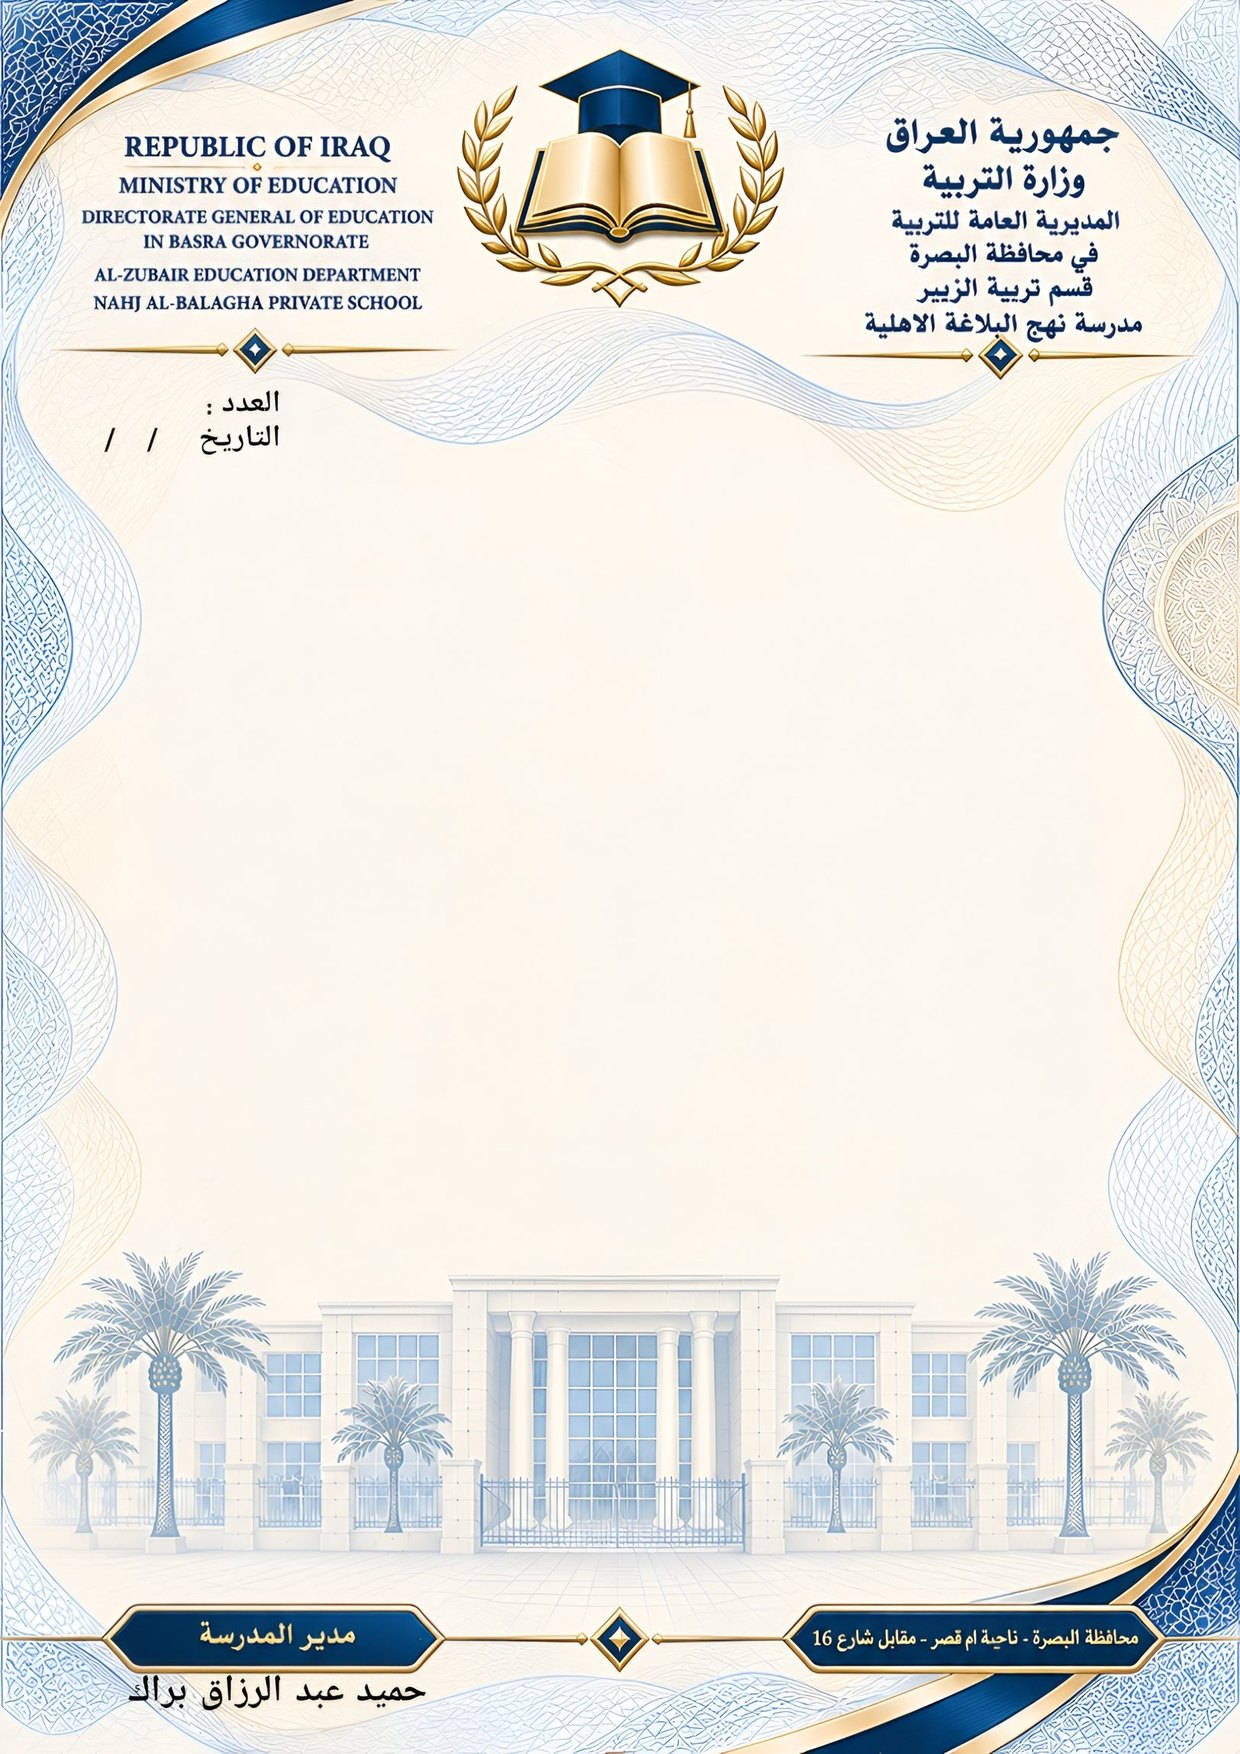 REPUBLIC OF IRAQ
MINISTRY OF EDUCATION
DIRECTORATE GENERAL OF EDUCATION
IN BASRA GOVERNORATE
AL-ZUBAIR EDUCATION DEPARTMENT
NAHJ AL-BALAGHA PRIVATE SCHOOL
جمهورية العراق
وزارة التربية
المديرية العامة للتربية
في محافظة البصرة
قسم تربية الزبير
مدرسة نهج البلاغة الاهلية
العدد :
التاريخ / /
محافظة البصرة - ناحية ام قصر - مقابل شارع 16
مدير المدرسة
حميد عبد الرزاق براك